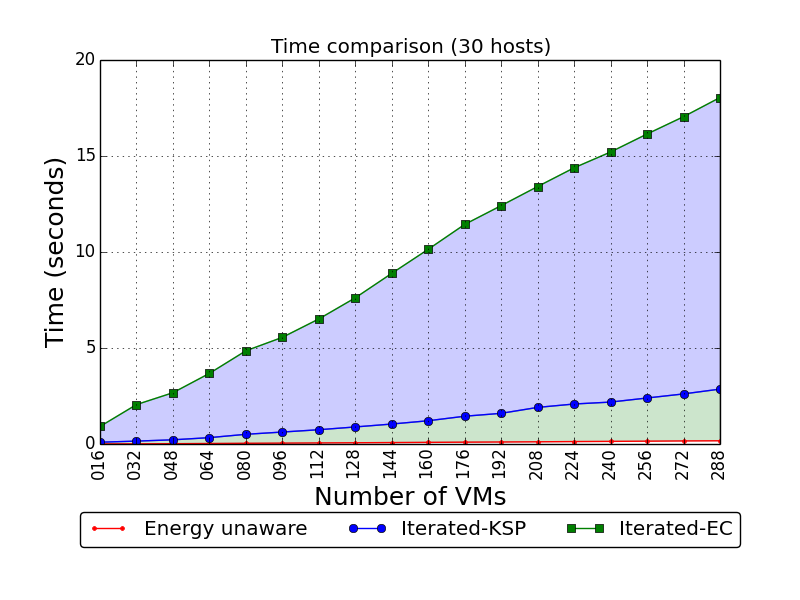 Time comparison (30 hosts)
20
15
10
5
0
Time (seconds)
016 032 048 064 080 096 112 128 144 160 176 192 208 224 240 256 272 288
Number of VMs
Energy unaware Iterated-KSP Iterated-EC